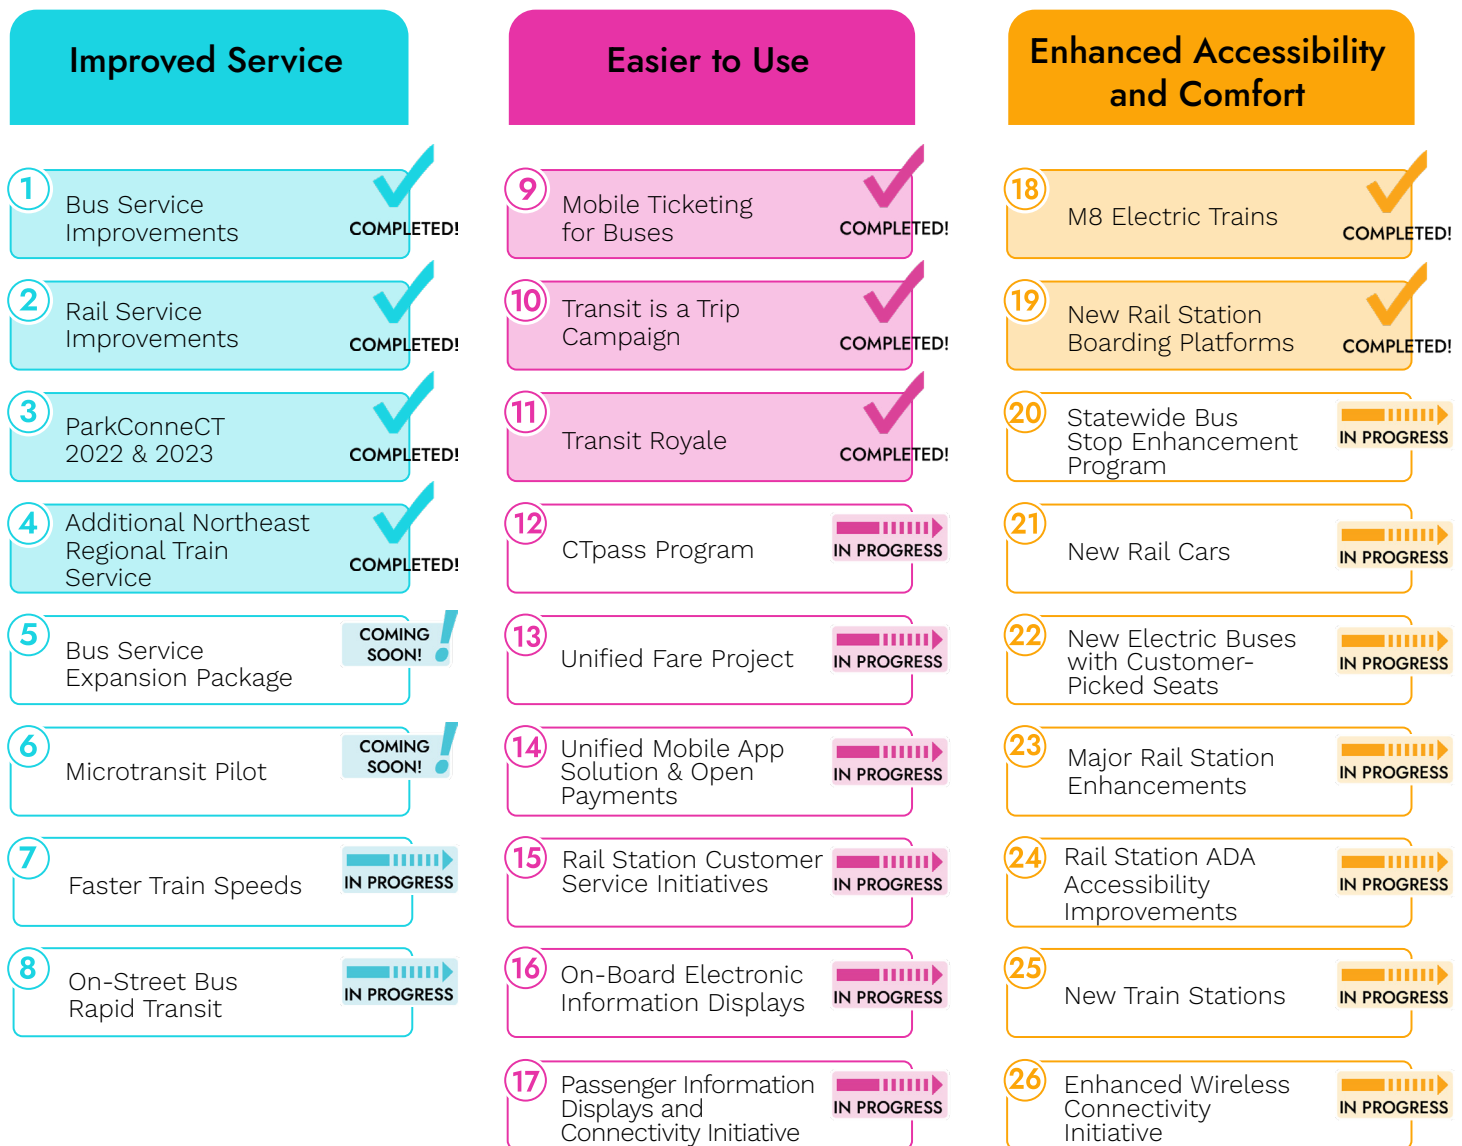 Improved Service
1
Bus Service
Improvements
COMPLETED!
2
Rail Service
Improvements
COMPLETED!
3
ParkConneCT
2022 & 2023
COMPLETED!
4
Additional Northeast
Regional Train
Service
COMPLETED!
5
Bus Service
Expansion Package
COMING
SOON!
6
Microtransit Pilot
COMING
SOON!
7
Faster Train Speeds
IN PROGRESS
8
On-Street Bus
Rapid Transit
IN PROGRESS
Easier to Use
9
Mobile Ticketing
for Buses
COMPLETED!
10
Transit is a Trip
Campaign
COMPLETED!
11
Transit Royale
COMPLETED!
12
CTpass Program
IN PROGRESS
13
Unified Fare Project
IN PROGRESS
14
Unified Mobile App
Solution & Open
Payments
IN PROGRESS
15
Rail Station Customer
Service Initiatives
IN PROGRESS
16
On-Board Electronic
Information Displays
IN PROGRESS
17
Passenger Information
Displays and
Connectivity Initiative
IN PROGRESS
Enhanced Accessibility
and Comfort
18
M8 Electric Trains
COMPLETED!
19
New Rail Station
Boarding Platforms
COMPLETED!
20
Statewide Bus
Stop Enhancement
Program
IN PROGRESS
21
New Rail Cars
IN PROGRESS
22
New Electric Buses
with Customer-
Picked Seats
IN PROGRESS
23
Major Rail Station
Enhancements
IN PROGRESS
24
Rail Station ADA
Accessibility
Improvements
IN PROGRESS
25
New Train Stations
IN PROGRESS
26
Enhanced Wireless
Connectivity
Initiative
IN PROGRESS